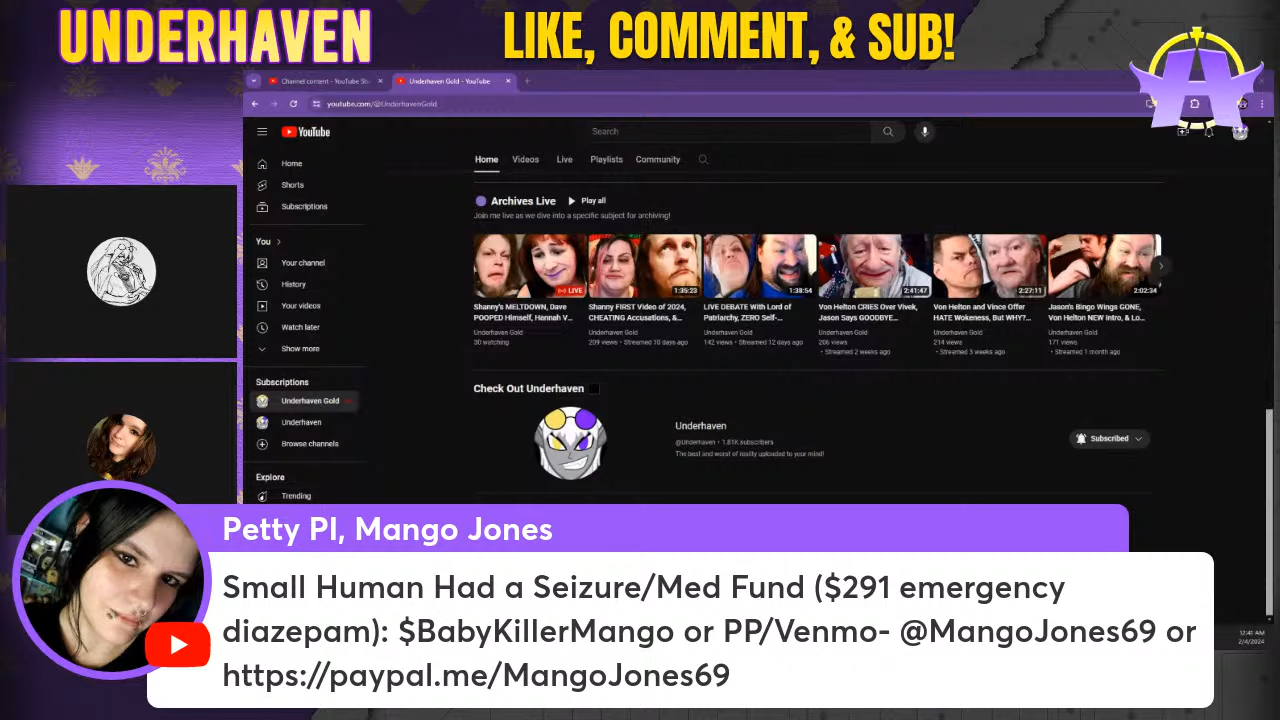 UNDERHAVEN
LIKE, COMMENT, & SUB!
Channel content - YouTube Stu
Underhaven Gold - YouTube
youtube.com/@UnderhavenGold
YouTube
Search
Home
Shorts
Subscriptions
You
Your channel
History
Your videos
Watch later
Show more
Subscriptions
Underhaven Gold
Underhaven
Browse channels
Explore
Trending
Home Videos Live Playlists Community
Archives Live Play all
Join me live as we dive into a specific subject for archiving!
LIVE
1:35:23
1:38:54
2:41:47
2:27:11
2:02:34
Shanny's MELTDOWN, Dave
POOPED Himself, Hannah V...
Underhaven Gold
30 watching
Shanny FIRST Video of 2024,
CHEATING Accusations, &...
Underhaven Gold
209 views • Streamed 10 days ago
LIVE DEBATE With Lord of
Patriarchy, ZERO Self-...
Underhaven Gold
142 views • Streamed 12 days ago
Von Helton CRIES Over Vivek,
Jason Says GOODBYE...
Underhaven Gold
206 views
• Streamed 2 weeks ago
Von Helton and Vince Offer
HATE Wokeness, But WHY?...
Underhaven Gold
214 views
• Streamed 3 weeks ago
Jason's Bingo Wings GONE,
Von Helton NEW Intro, & Lo...
Underhaven Gold
171 views
• Streamed 1 month ago
Check Out Underhaven
Underhaven
@Underhaven • 1.81K subscribers
The best and worst of reality uploaded to your mind!
Subscribed
Petty PI, Mango Jones
Small Human Had a Seizure/Med Fund ($291 emergency
diazepam): $BabyKillerMango or PP/Venmo- @MangoJones69 or
https://paypal.me/MangoJones69
12:41 AM
2/4/2024